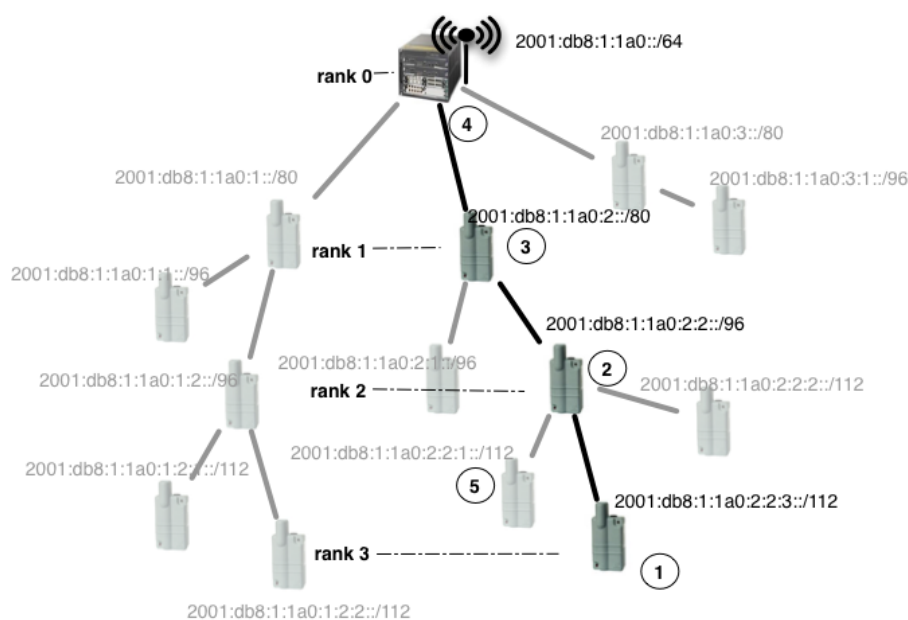 2001:db8:1:1a0::/64
rank 0
4
2001:db8:1:1a0:3::/80
2001:db8:1:1a0:1::/80
2001:db8:1:1a0:3:1::/96
2001:db8:1:1a0:2::/80
rank 1
3
2001:db8:1:1a0:1:1::/96
2001:db8:1:1a0:2:2::/96
2001:db8:1:1a0:2:1::/96
2
2001:db8:1:1a0:1:2::/96
rank 2
2001:db8:1:1a0:2:2:2::/112
2001:db8:1:1a0:2:2:1::/112
2001:db8:1:1a0:1:2:1::/112
5
2001:db8:1:1a0:2:2:3::/112
rank 3
1
2001:db8:1:1a0:1:2:2::/112